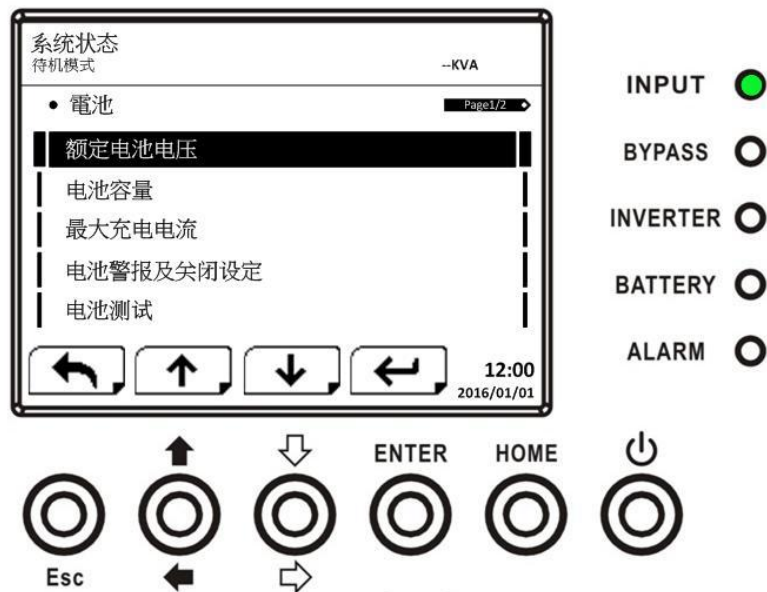 系统状态
待机模式 --KVA
• 電池 Page1/2
额定电池电压
电池容量
最大充电电流
电池警报及关闭设定
电池测试
12:00
2016/01/01
INPUT
BYPASS
INVERTER
BATTERY
ALARM
ENTER HOME
Esc